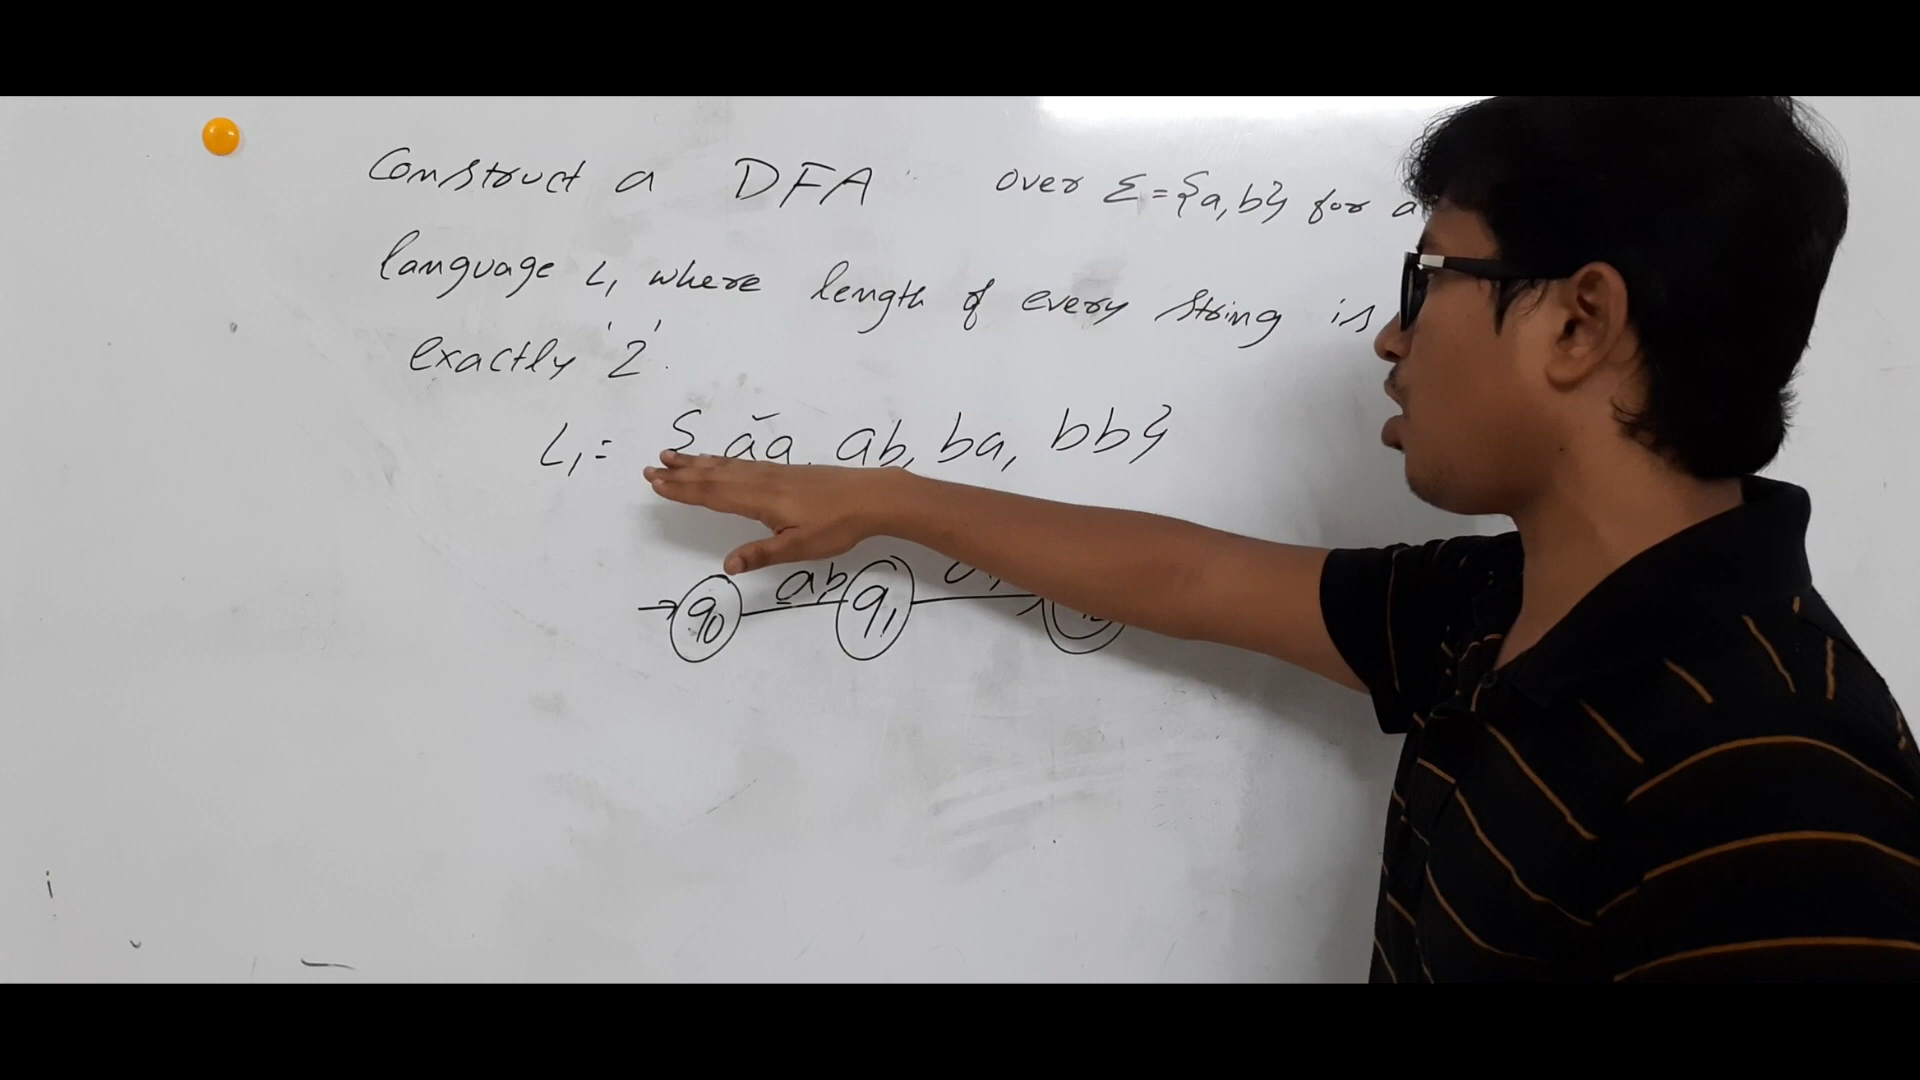 Construct a DFA over Σ={a,b} for a
language L₁ where length of every string is
exactly '2'.
L₁= {aa, ab, ba, bb}
→ q₀ a,b q₁